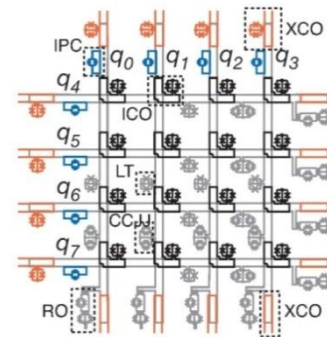 XCO
IPC
q0 q1 q2 q3
q4
ICO
q5
LT
q6
CCJJ
q7
RO XCO